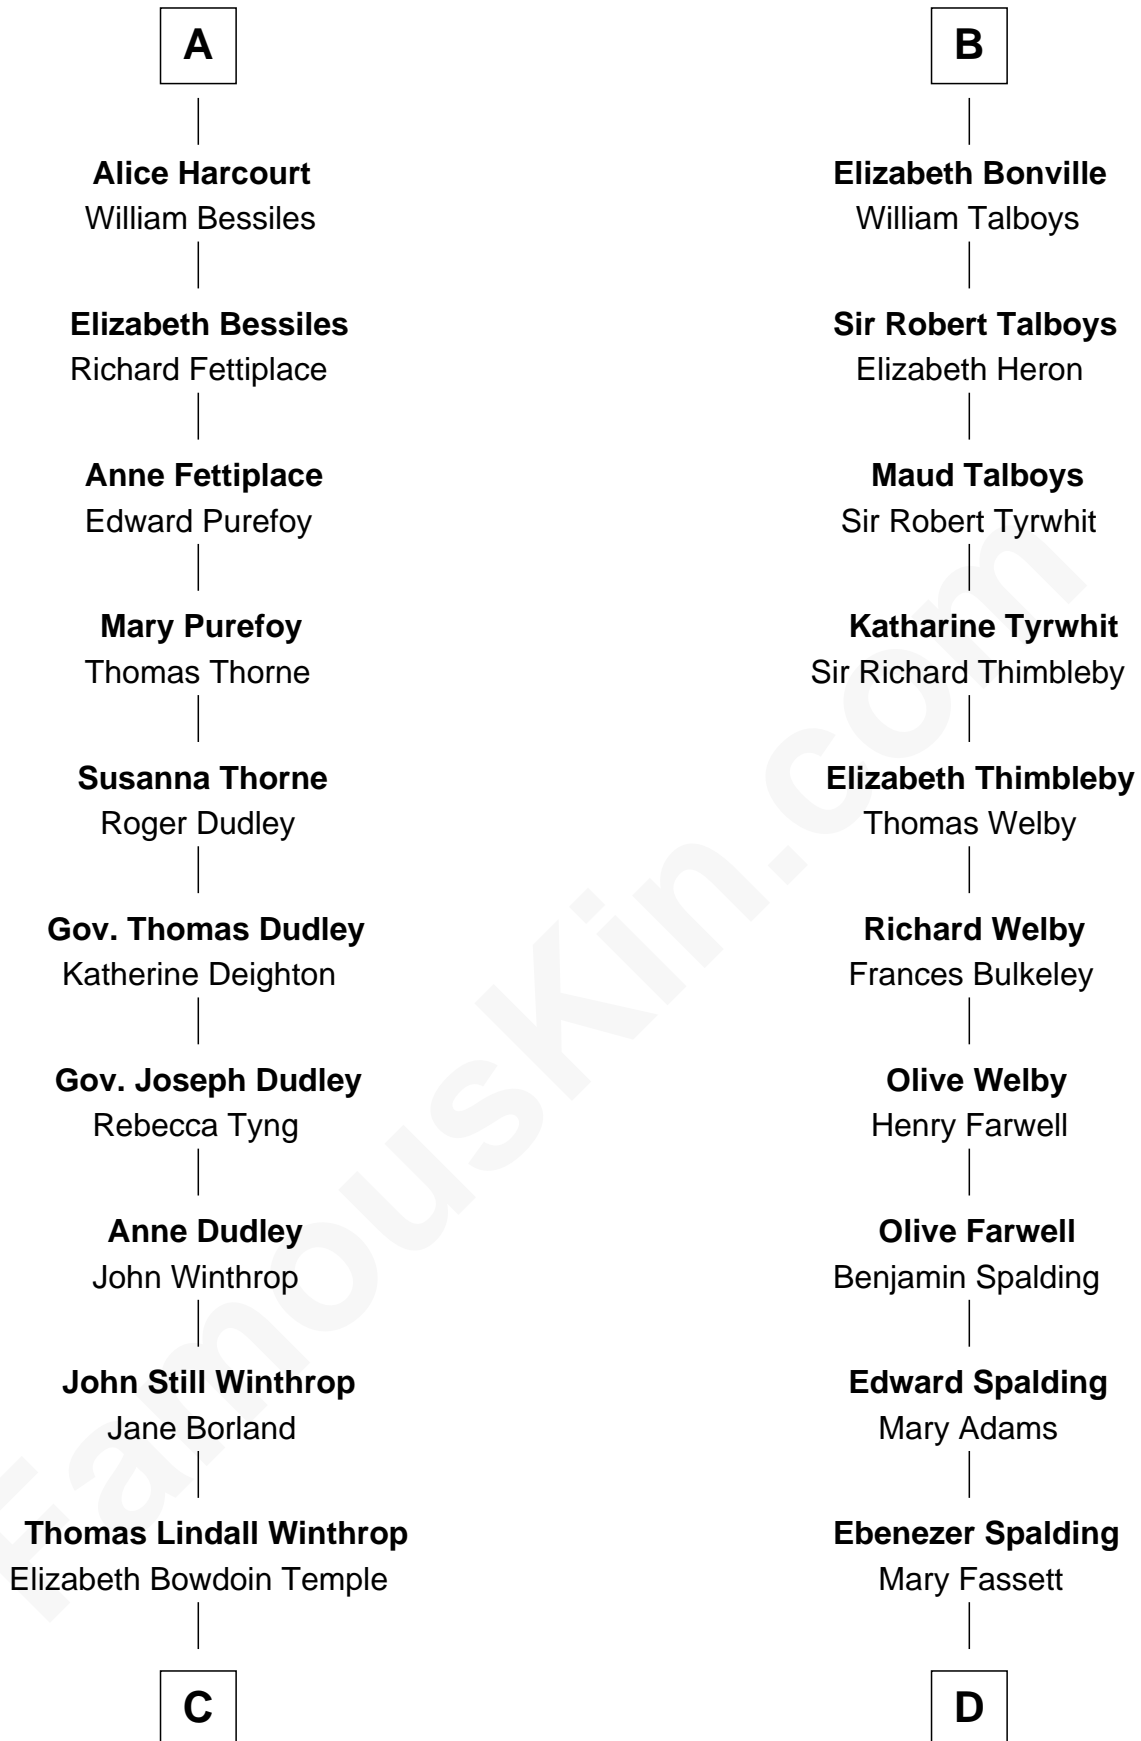 A
Alice Harcourt
William Bessiles
Elizabeth Bessiles
Richard Fettiplace
Anne Fettiplace
Edward Purefoy
Mary Purefoy
Thomas Thorne
Susanna Thorne
Roger Dudley
Gov. Thomas Dudley
Katherine Deighton
Gov. Joseph Dudley
Rebecca Tyng
Anne Dudley
John Winthrop
John Still Winthrop
Jane Borland
Thomas Lindall Winthrop
Elizabeth Bowdoin Temple
C
B
Elizabeth Bonville
William Talboys
Sir Robert Talboys
Elizabeth Heron
Maud Talboys
Sir Robert Tyrwhit
Katharine Tyrwhit
Sir Richard Thimbleby
Elizabeth Thimbleby
Thomas Welby
Richard Welby
Frances Bulkeley
Olive Welby
Henry Farwell
Olive Farwell
Benjamin Spalding
Edward Spalding
Mary Adams
Ebenezer Spalding
Mary Fassett
D
FamousKin.com